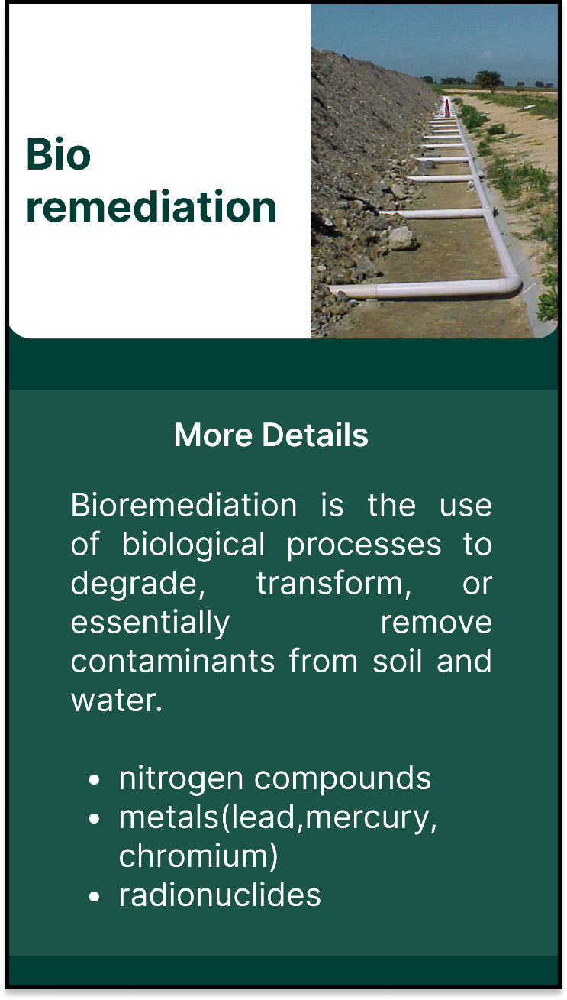 Bio
remediation
More Details
Bioremediation is the use
of biological processes to
degrade, transform, or
essentially remove
contaminants from soil and
water.
• nitrogen compounds
• metals(lead,mercury,
chromium)
• radionuclides